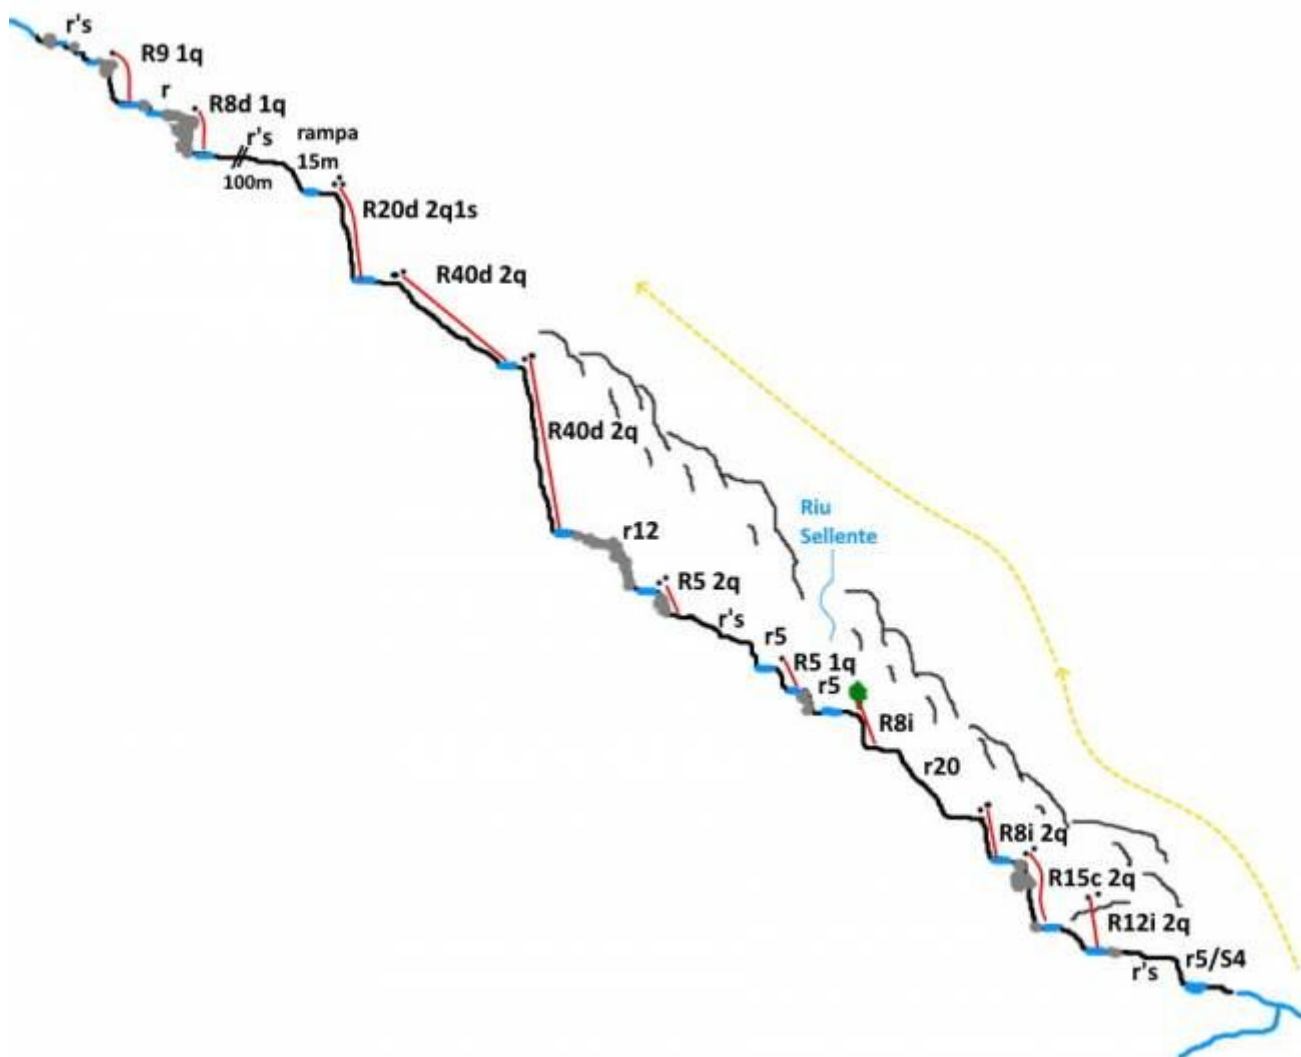 r's
R9 1q
r
R8d 1q
r's
rampa
15m
100m
R20d 2q1s
R40d 2q
R40d 2q
Riu
Sellente
r12
R5 2q
r's
r5
R5 1q
r5
R8i
r20
R8i 2q
R15c 2q
R12i 2q
r5/S4
r's